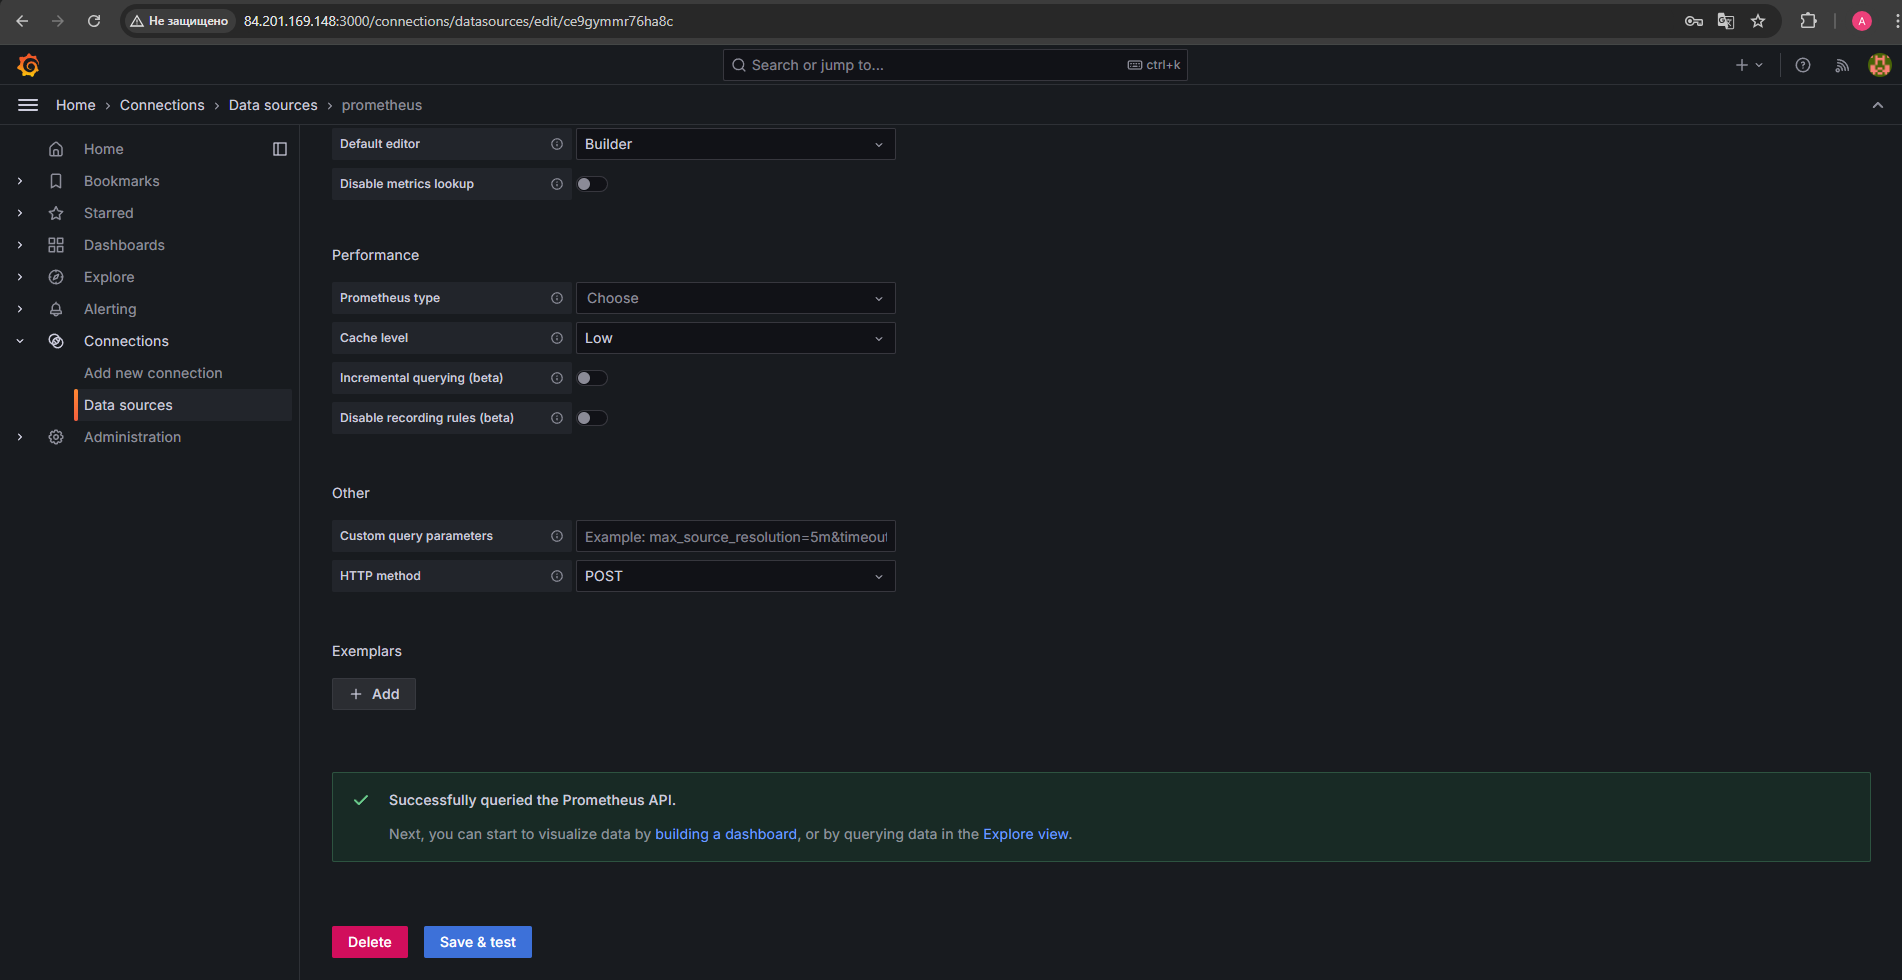 Не защищено
84.201.169.148:3000/connections/datasources/edit/ce9gymmr76ha8c
A
Search or jump to...
ctrl+k
Home › Connections › Data sources › prometheus
Home
Bookmarks
Starred
Dashboards
Explore
Alerting
Connections
Add new connection
Data sources
Administration
Default editor
Builder
Disable metrics lookup
Performance
Prometheus type
Choose
Cache level
Low
Incremental querying (beta)
Disable recording rules (beta)
Other
Custom query parameters
Example: max_source_resolution=5m&timeout
HTTP method
POST
Exemplars
+ Add
Successfully queried the Prometheus API.
Next, you can start to visualize data by building a dashboard, or by querying data in the Explore view.
Delete
Save & test